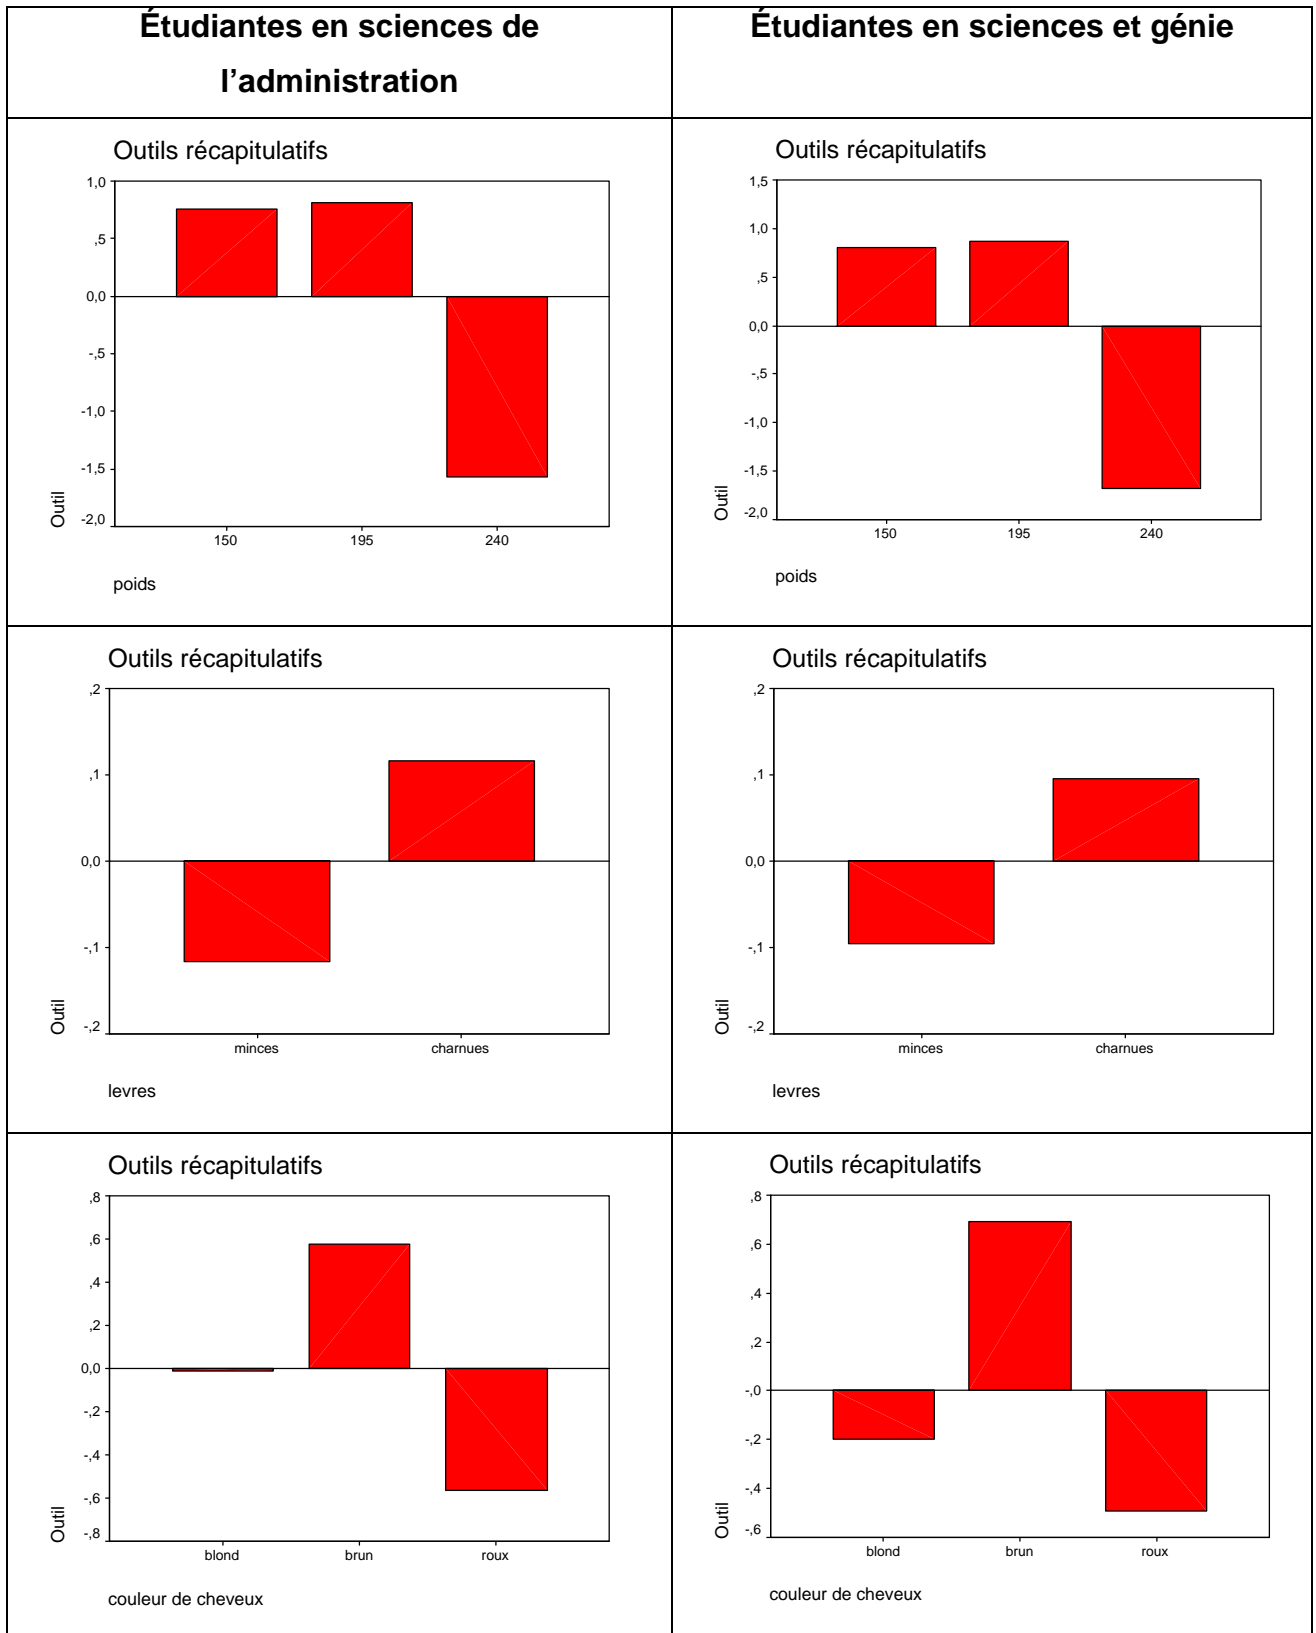 Étudiantes en sciences de
l’administration
Étudiantes en sciences et génie
Outils récapitulatifs
1,0
,5
0,0
-,5
-1,0
-1,5
-2,0
Outil
150 195 240
poids
Outils récapitulatifs
1,5
1,0
,5
0,0
-,5
-1,0
-1,5
-2,0
Outil
150 195 240
poids
Outils récapitulatifs
,2
,1
0,0
-,1
-,2
Outil
minces charnues
levres
Outils récapitulatifs
,2
,1
0,0
-,1
-,2
Outil
minces charnues
levres
Outils récapitulatifs
,8
,6
,4
,2
0,0
-,2
-,4
-,6
-,8
Outil
blond brun roux
couleur de cheveux
Outils récapitulatifs
,8
,6
,4
,2
-,0
-,2
-,4
-,6
Outil
blond brun roux
couleur de cheveux